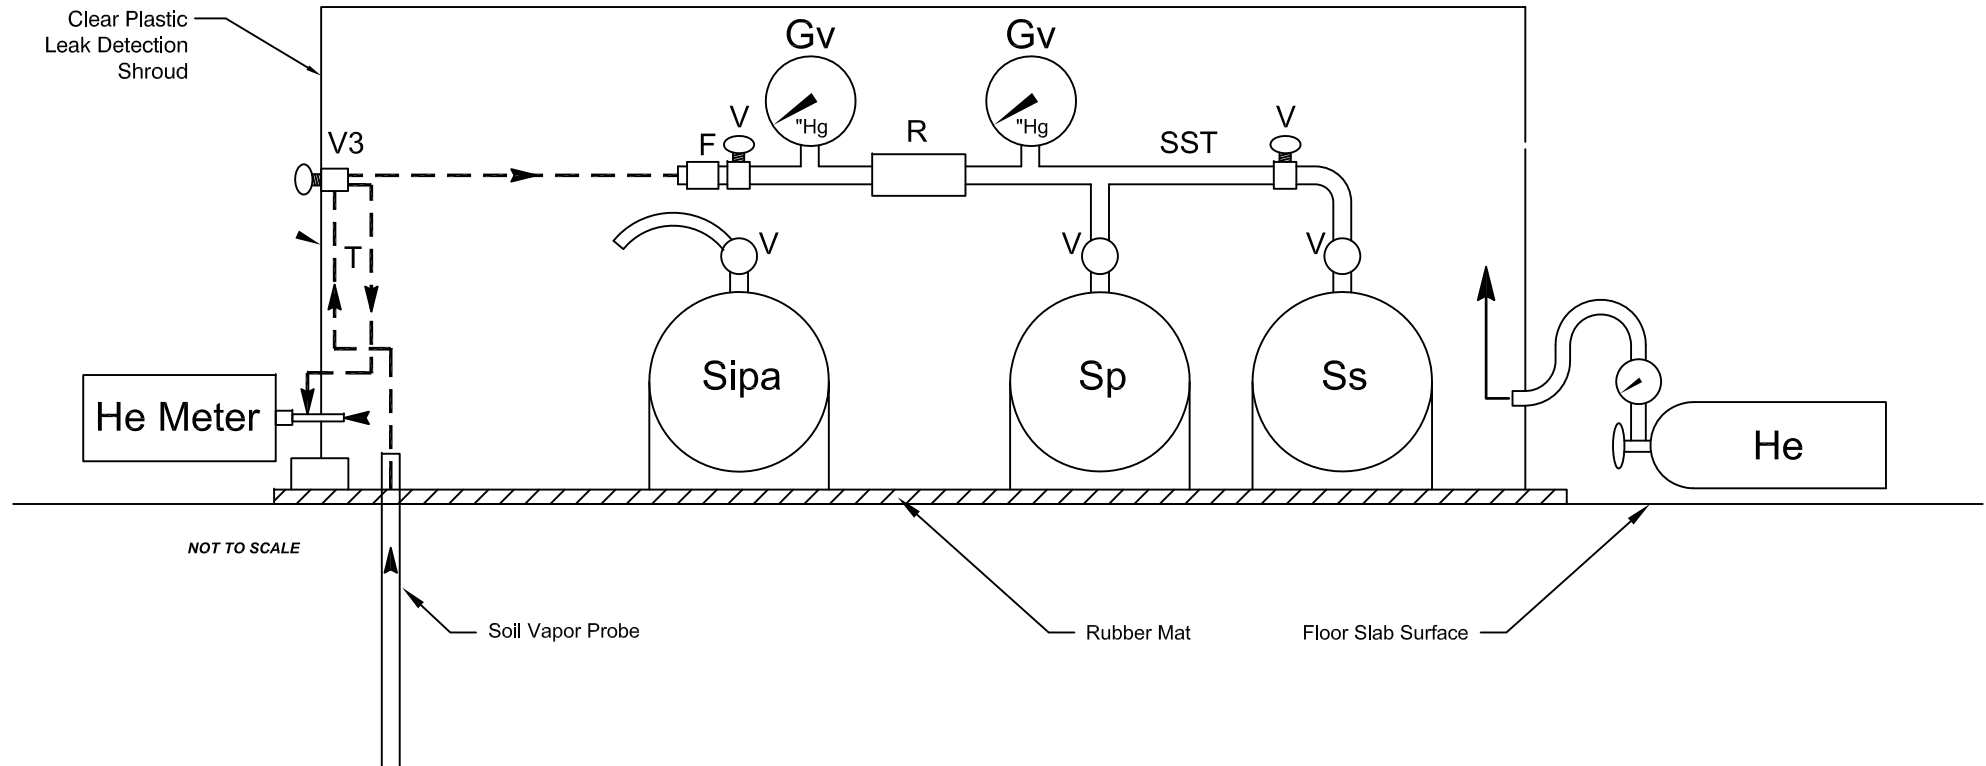 Clear Plastic
Leak Detection
Shroud
Gv
Gv
V3
F
V
"Hg
R
"Hg
SST
V
T
V
V
V
Sipa
Sp
Ss
He Meter
He
NOT TO SCALE
Soil Vapor Probe
Rubber Mat
Floor Slab Surface